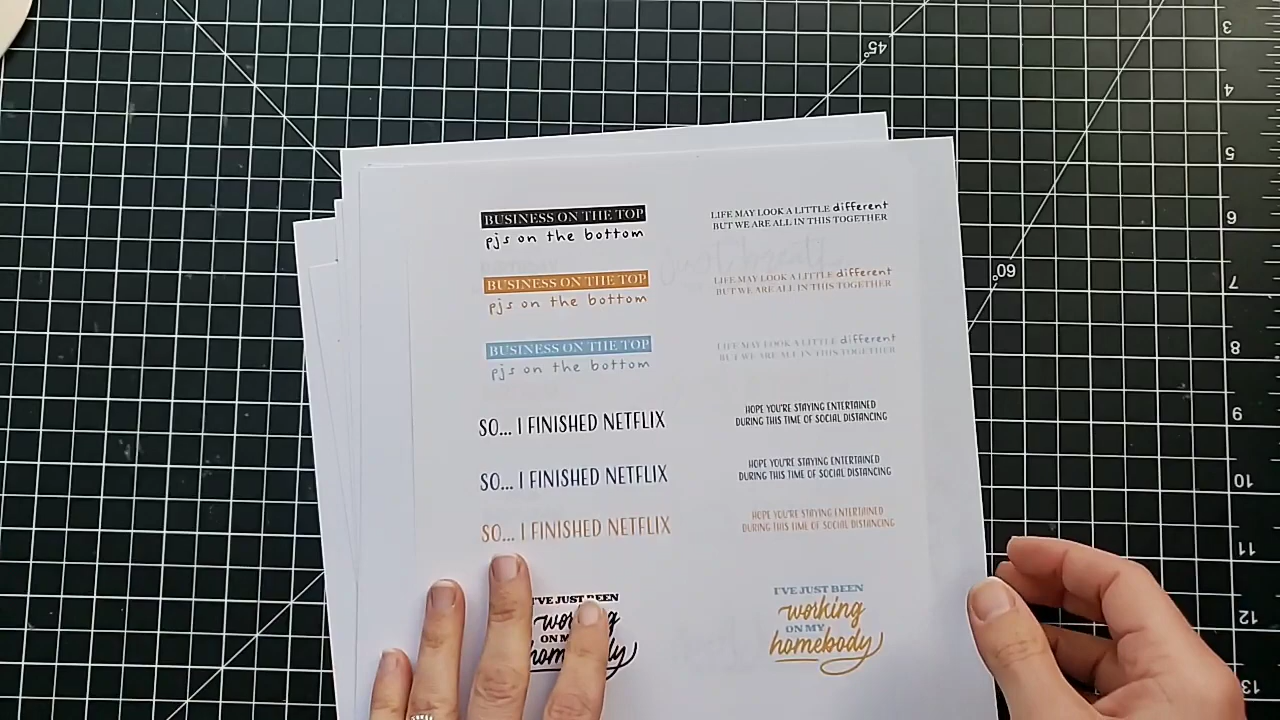 BUSINESS ON THE TOP
pjs on the bottom
BUSINESS ON THE TOP
pjs on the bottom
BUSINESS ON THE TOP
pjs on the bottom
SO... I FINISHED NETFLIX
SO... I FINISHED NETFLIX
SO... I FINISHED NETFLIX
I'VE JUST BEEN
working
ON MY
homebody
LIFE MAY LOOK A LITTLE different
BUT WE ARE ALL IN THIS TOGETHER
LIFE MAY LOOK A LITTLE different
BUT WE ARE ALL IN THIS TOGETHER
LIFE MAY LOOK A LITTLE different
BUT WE ARE ALL IN THIS TOGETHER
HOPE YOU'RE STAYING ENTERTAINED
DURING THIS TIME OF SOCIAL DISTANCING
HOPE YOU'RE STAYING ENTERTAINED
DURING THIS TIME OF SOCIAL DISTANCING
HOPE YOU'RE STAYING ENTERTAINED
DURING THIS TIME OF SOCIAL DISTANCING
I'VE JUST BEEN
working
ON MY
homebody
45°
60°
3
4
5
6
7
8
9
10
11
12
13